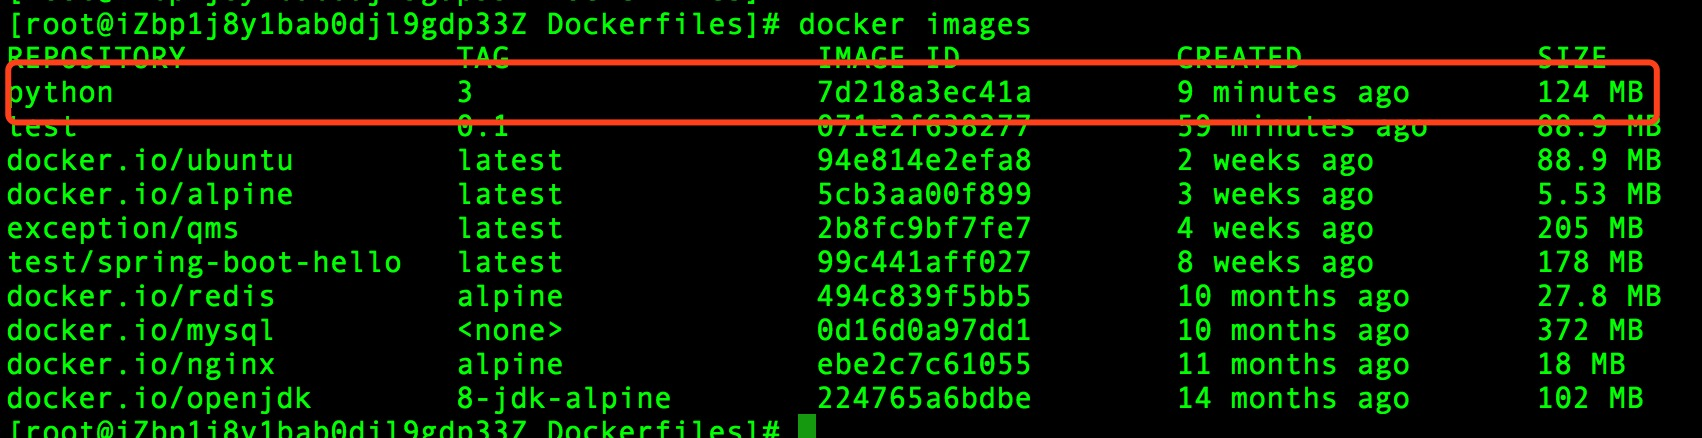 [root@iZbp1j8y1bab0djl9gdp33Z Dockerfiles]# docker images
REPOSITORY TAG IMAGE ID CREATED SIZE
python 3 7d218a3ec41a 9 minutes ago 124 MB
test 0.1 071e2f638277 59 minutes ago 88.9 MB
docker.io/ubuntu latest 94e814e2efa8 2 weeks ago 88.9 MB
docker.io/alpine latest 5cb3aa00f899 3 weeks ago 5.53 MB
exception/qms latest 2b8fc9bf7fe7 4 weeks ago 205 MB
test/spring-boot-hello latest 99c441aff027 8 weeks ago 178 MB
docker.io/redis alpine 494c839f5bb5 10 months ago 27.8 MB
docker.io/mysql <none> 0d16d0a97dd1 10 months ago 372 MB
docker.io/nginx alpine ebe2c7c61055 11 months ago 18 MB
docker.io/openjdk 8-jdk-alpine 224765a6bdbe 14 months ago 102 MB
[root@iZbp1j8y1bab0djl9gdp33Z Dockerfiles]#